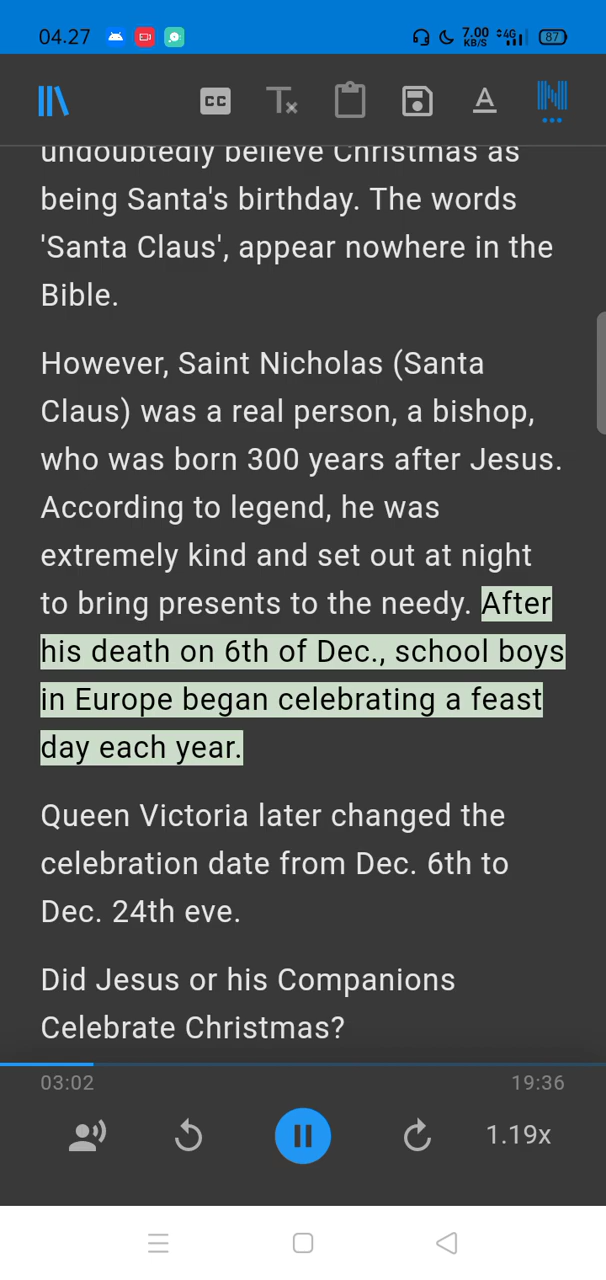 04.27
7,00
KB/S
4G
87
CC
undoubtedly believe Christmas as
being Santa's birthday. The words
'Santa Claus', appear nowhere in the
Bible.
However, Saint Nicholas (Santa
Claus) was a real person, a bishop,
who was born 300 years after Jesus.
According to legend, he was
extremely kind and set out at night
to bring presents to the needy. After
his death on 6th of Dec., school boys
in Europe began celebrating a feast
day each year.
Queen Victoria later changed the
celebration date from Dec. 6th to
Dec. 24th eve.
Did Jesus or his Companions
Celebrate Christmas?
03:02
19:36
1.19x